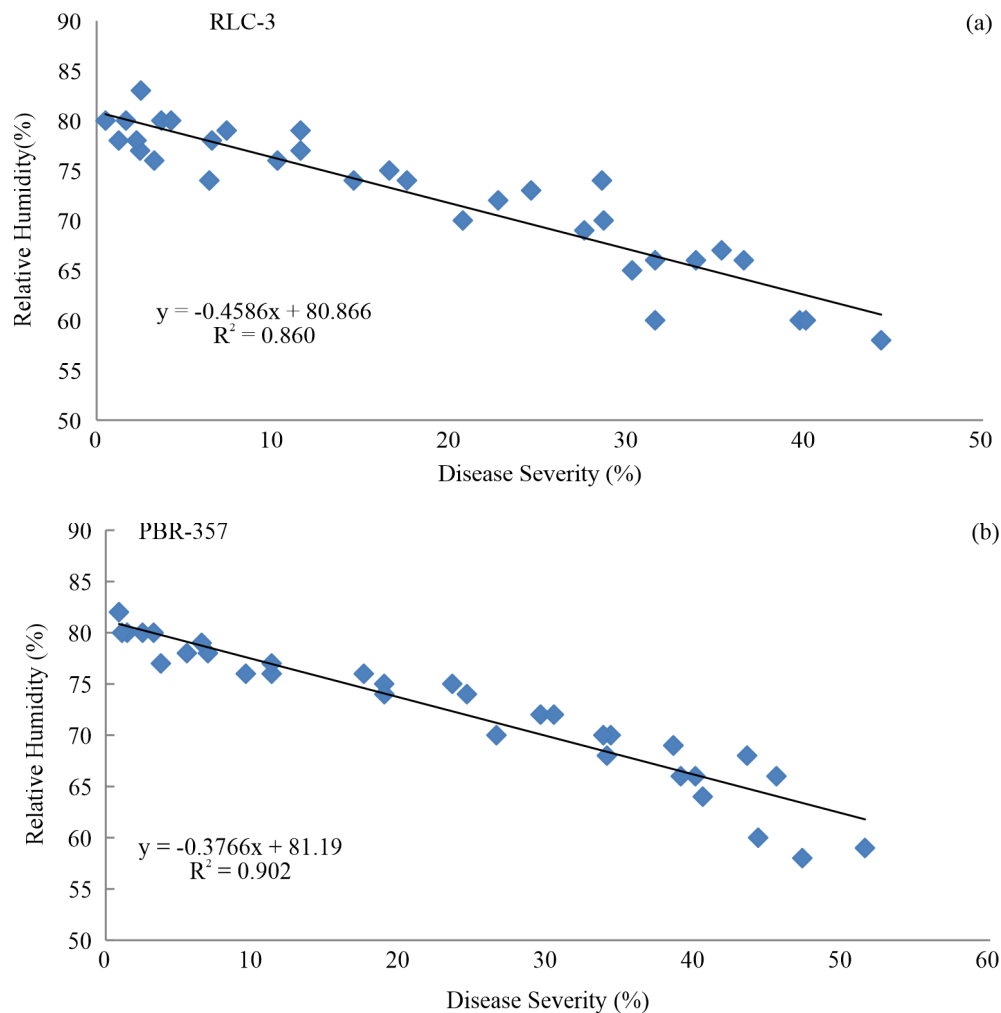 RLC-3
(a)
90
85
80
75
70
65
60
55
50
Relative Humidity(%)
y = -0.4586x + 80.866
R² = 0.860
0 10 20 30 40 50
Disease Severity (%)
PBR-357
(b)
90
85
80
75
70
65
60
55
50
Relative Humidity (%)
y = -0.3766x + 81.19
R² = 0.902
0 10 20 30 40 50 60
Disease Severity (%)